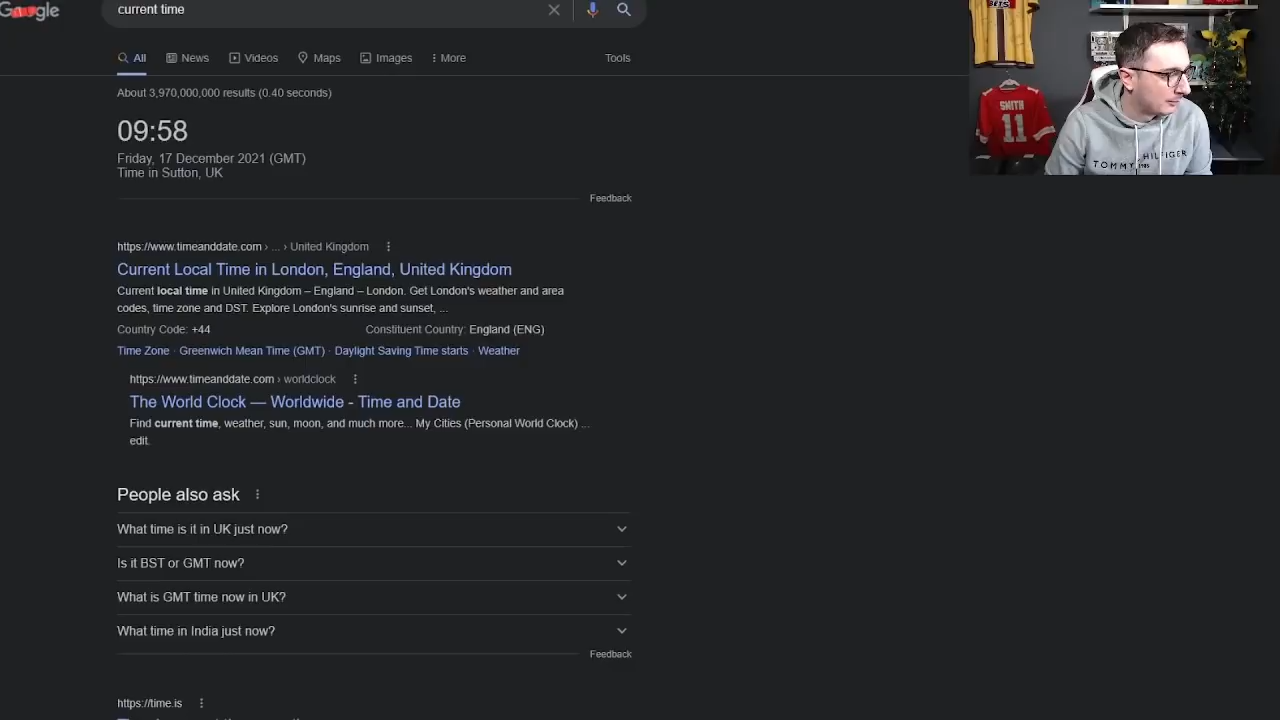 Google
current time
All News Videos Maps Images More Tools
About 3,970,000,000 results (0.40 seconds)
09:58
Friday, 17 December 2021 (GMT)
Time in Sutton, UK
Feedback
https://www.timeanddate.com › ... › United Kingdom
Current Local Time in London, England, United Kingdom
Current local time in United Kingdom – England – London. Get London's weather and area
codes, time zone and DST. Explore London's sunrise and sunset, ...
Country Code: +44 Constituent Country: England (ENG)
Time Zone · Greenwich Mean Time (GMT) · Daylight Saving Time starts · Weather
https://www.timeanddate.com › worldclock
The World Clock — Worldwide - Time and Date
Find current time, weather, sun, moon, and much more... My Cities (Personal World Clock) ...
edit.
People also ask
What time is it in UK just now?
Is it BST or GMT now?
What is GMT time now in UK?
What time in India just now?
Feedback
https://time.is
BETS
SMITH
11
TOMMY HILFIGER